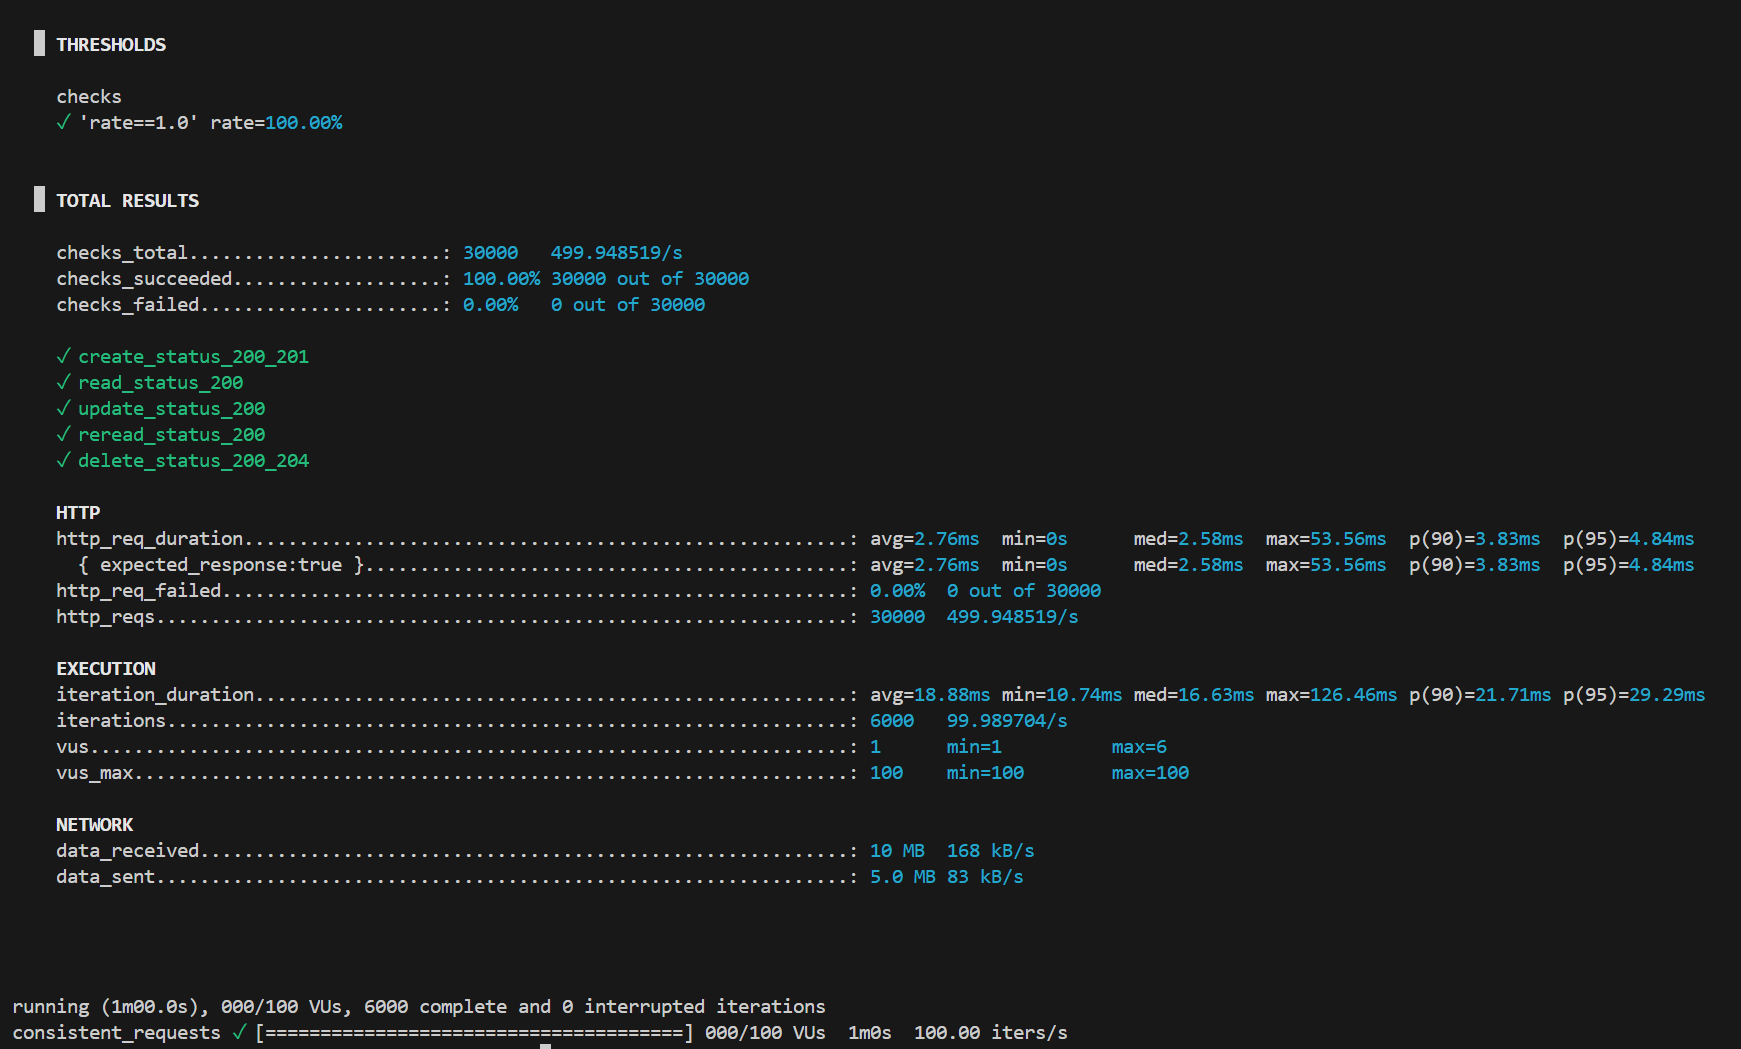 THRESHOLDS
checks
✓ 'rate==1.0' rate=100.00%
TOTAL RESULTS
checks_total.......................: 30000   499.948519/s
checks_succeeded...................: 100.00% 30000 out of 30000
checks_failed......................: 0.00%   0 out of 30000
✓ create_status_200_201
✓ read_status_200
✓ update_status_200
✓ reread_status_200
✓ delete_status_200_204
HTTP
http_req_duration.......................................................: avg=2.76ms  min=0s      med=2.58ms  max=53.56ms  p(90)=3.83ms  p(95)=4.84ms
{ expected_response:true }............................................: avg=2.76ms  min=0s      med=2.58ms  max=53.56ms  p(90)=3.83ms  p(95)=4.84ms
http_req_failed.........................................................: 0.00%  0 out of 30000
http_reqs...............................................................: 30000  499.948519/s
EXECUTION
iteration_duration......................................................: avg=18.88ms min=10.74ms med=16.63ms max=126.46ms p(90)=21.71ms p(95)=29.29ms
iterations..............................................................: 6000   99.989704/s
vus.....................................................................: 1      min=1          max=6
vus_max.................................................................: 100    min=100        max=100
NETWORK
data_received...........................................................: 10 MB  168 kB/s
data_sent...............................................................: 5.0 MB 83 kB/s
running (1m00.0s), 000/100 VUs, 6000 complete and 0 interrupted iterations
consistent_requests ✓ [======================================] 000/100 VUs  1m0s  100.00 iters/s